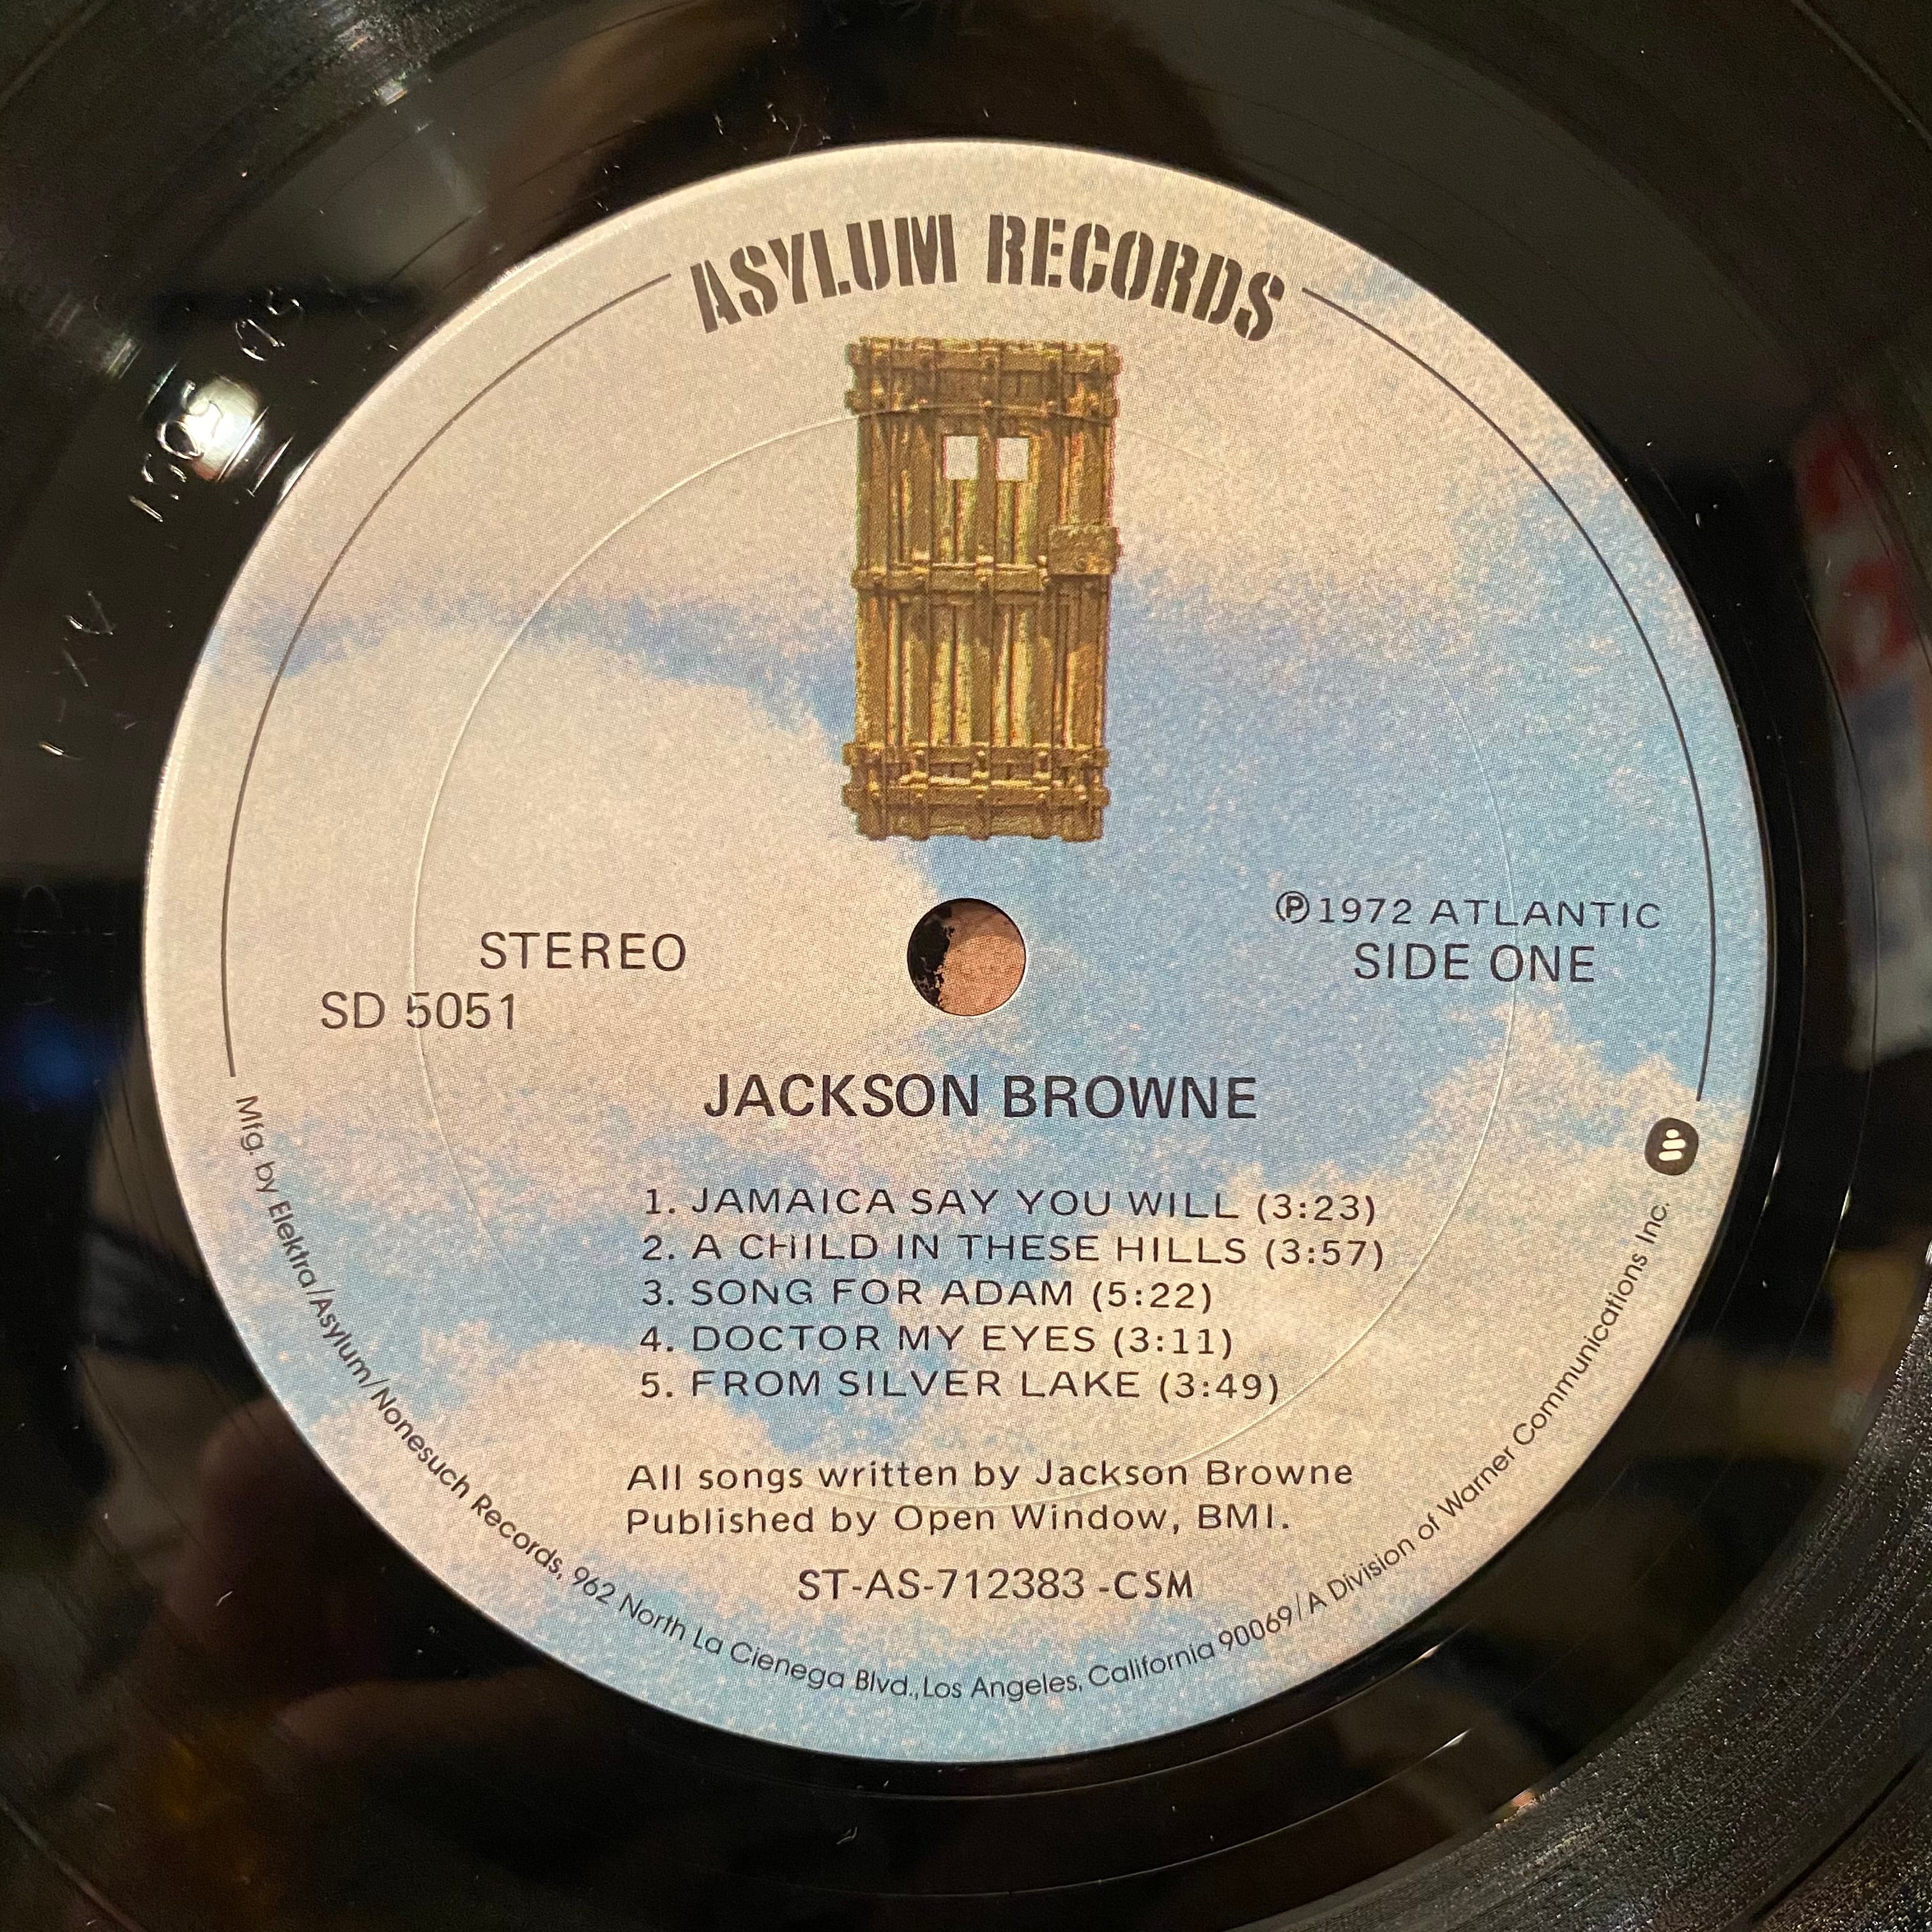 ASYLUM RECORDS
℗1972 ATLANTIC
STEREO
SIDE ONE
SD 5051
JACKSON BROWNE
1. JAMAICA SAY YOU WILL (3:23)
2. A CHILD IN THESE HILLS (3:57)
3. SONG FOR ADAM (5:22)
4. DOCTOR MY EYES (3:11)
5. FROM SILVER LAKE (3:49)
All songs written by Jackson Browne
Published by Open Window, BMI.
ST-AS-712383 -CSM
Mfg. by Elektra/Asylum/Nonesuch Records, 962 North La Cienega Blvd., Los Angeles, California 90069/A Division of Warner Communications Inc.